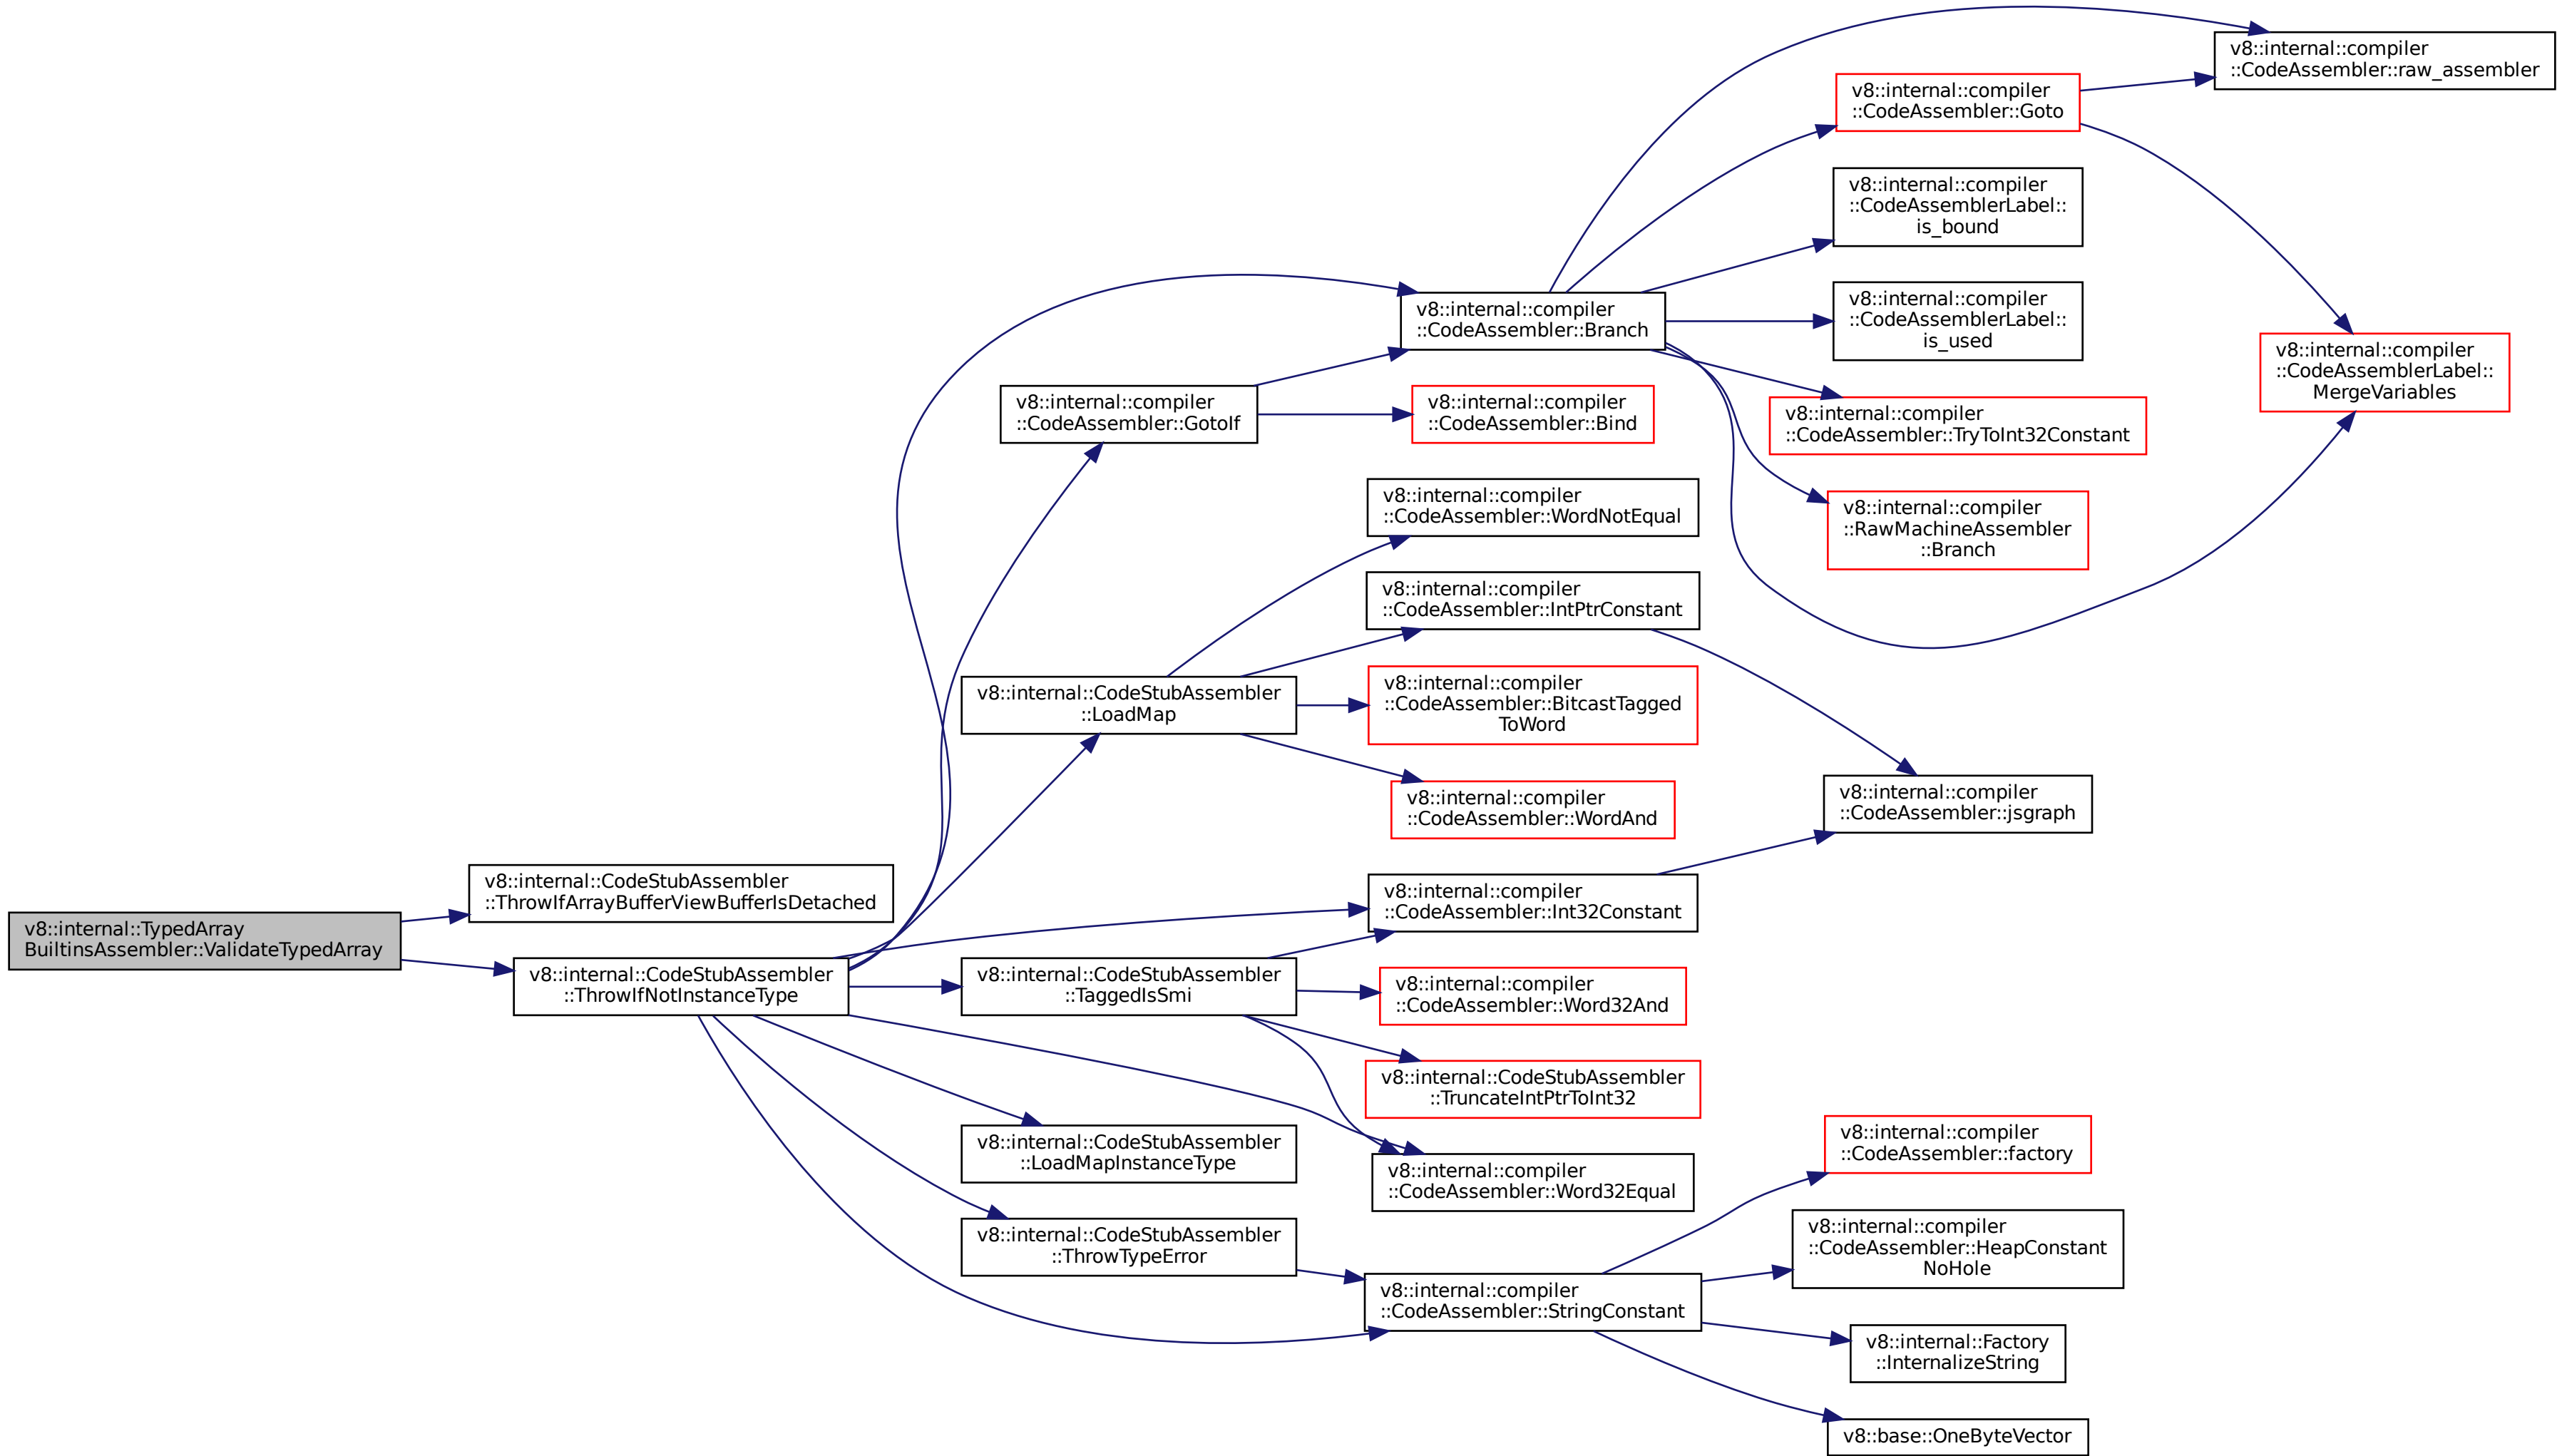 v8::internal::TypedArray
BuiltinsAssembler::ValidateTypedArray
v8::internal::CodeStubAssembler
::ThrowIfArrayBufferViewBufferIsDetached
v8::internal::CodeStubAssembler
::ThrowIfNotInstanceType
v8::internal::compiler
::CodeAssembler::GotoIf
v8::internal::CodeStubAssembler
::LoadMap
v8::internal::CodeStubAssembler
::TaggedIsSmi
v8::internal::CodeStubAssembler
::LoadMapInstanceType
v8::internal::CodeStubAssembler
::ThrowTypeError
v8::internal::compiler
::CodeAssembler::Branch
v8::internal::compiler
::CodeAssembler::Bind
v8::internal::compiler
::CodeAssembler::WordNotEqual
v8::internal::compiler
::CodeAssembler::IntPtrConstant
v8::internal::compiler
::CodeAssembler::BitcastTagged
ToWord
v8::internal::compiler
::CodeAssembler::WordAnd
v8::internal::compiler
::CodeAssembler::Int32Constant
v8::internal::compiler
::CodeAssembler::Word32And
v8::internal::CodeStubAssembler
::TruncateIntPtrToInt32
v8::internal::compiler
::CodeAssembler::Word32Equal
v8::internal::compiler
::CodeAssembler::StringConstant
v8::internal::compiler
::CodeAssembler::Goto
v8::internal::compiler
::CodeAssemblerLabel::
is_bound
v8::internal::compiler
::CodeAssemblerLabel::
is_used
v8::internal::compiler
::CodeAssembler::TryToInt32Constant
v8::internal::compiler
::RawMachineAssembler
::Branch
v8::internal::compiler
::CodeAssembler::jsgraph
v8::internal::compiler
::CodeAssembler::factory
v8::internal::compiler
::CodeAssembler::HeapConstant
NoHole
v8::internal::Factory
::InternalizeString
v8::base::OneByteVector
v8::internal::compiler
::CodeAssembler::raw_assembler
v8::internal::compiler
::CodeAssemblerLabel::
MergeVariables